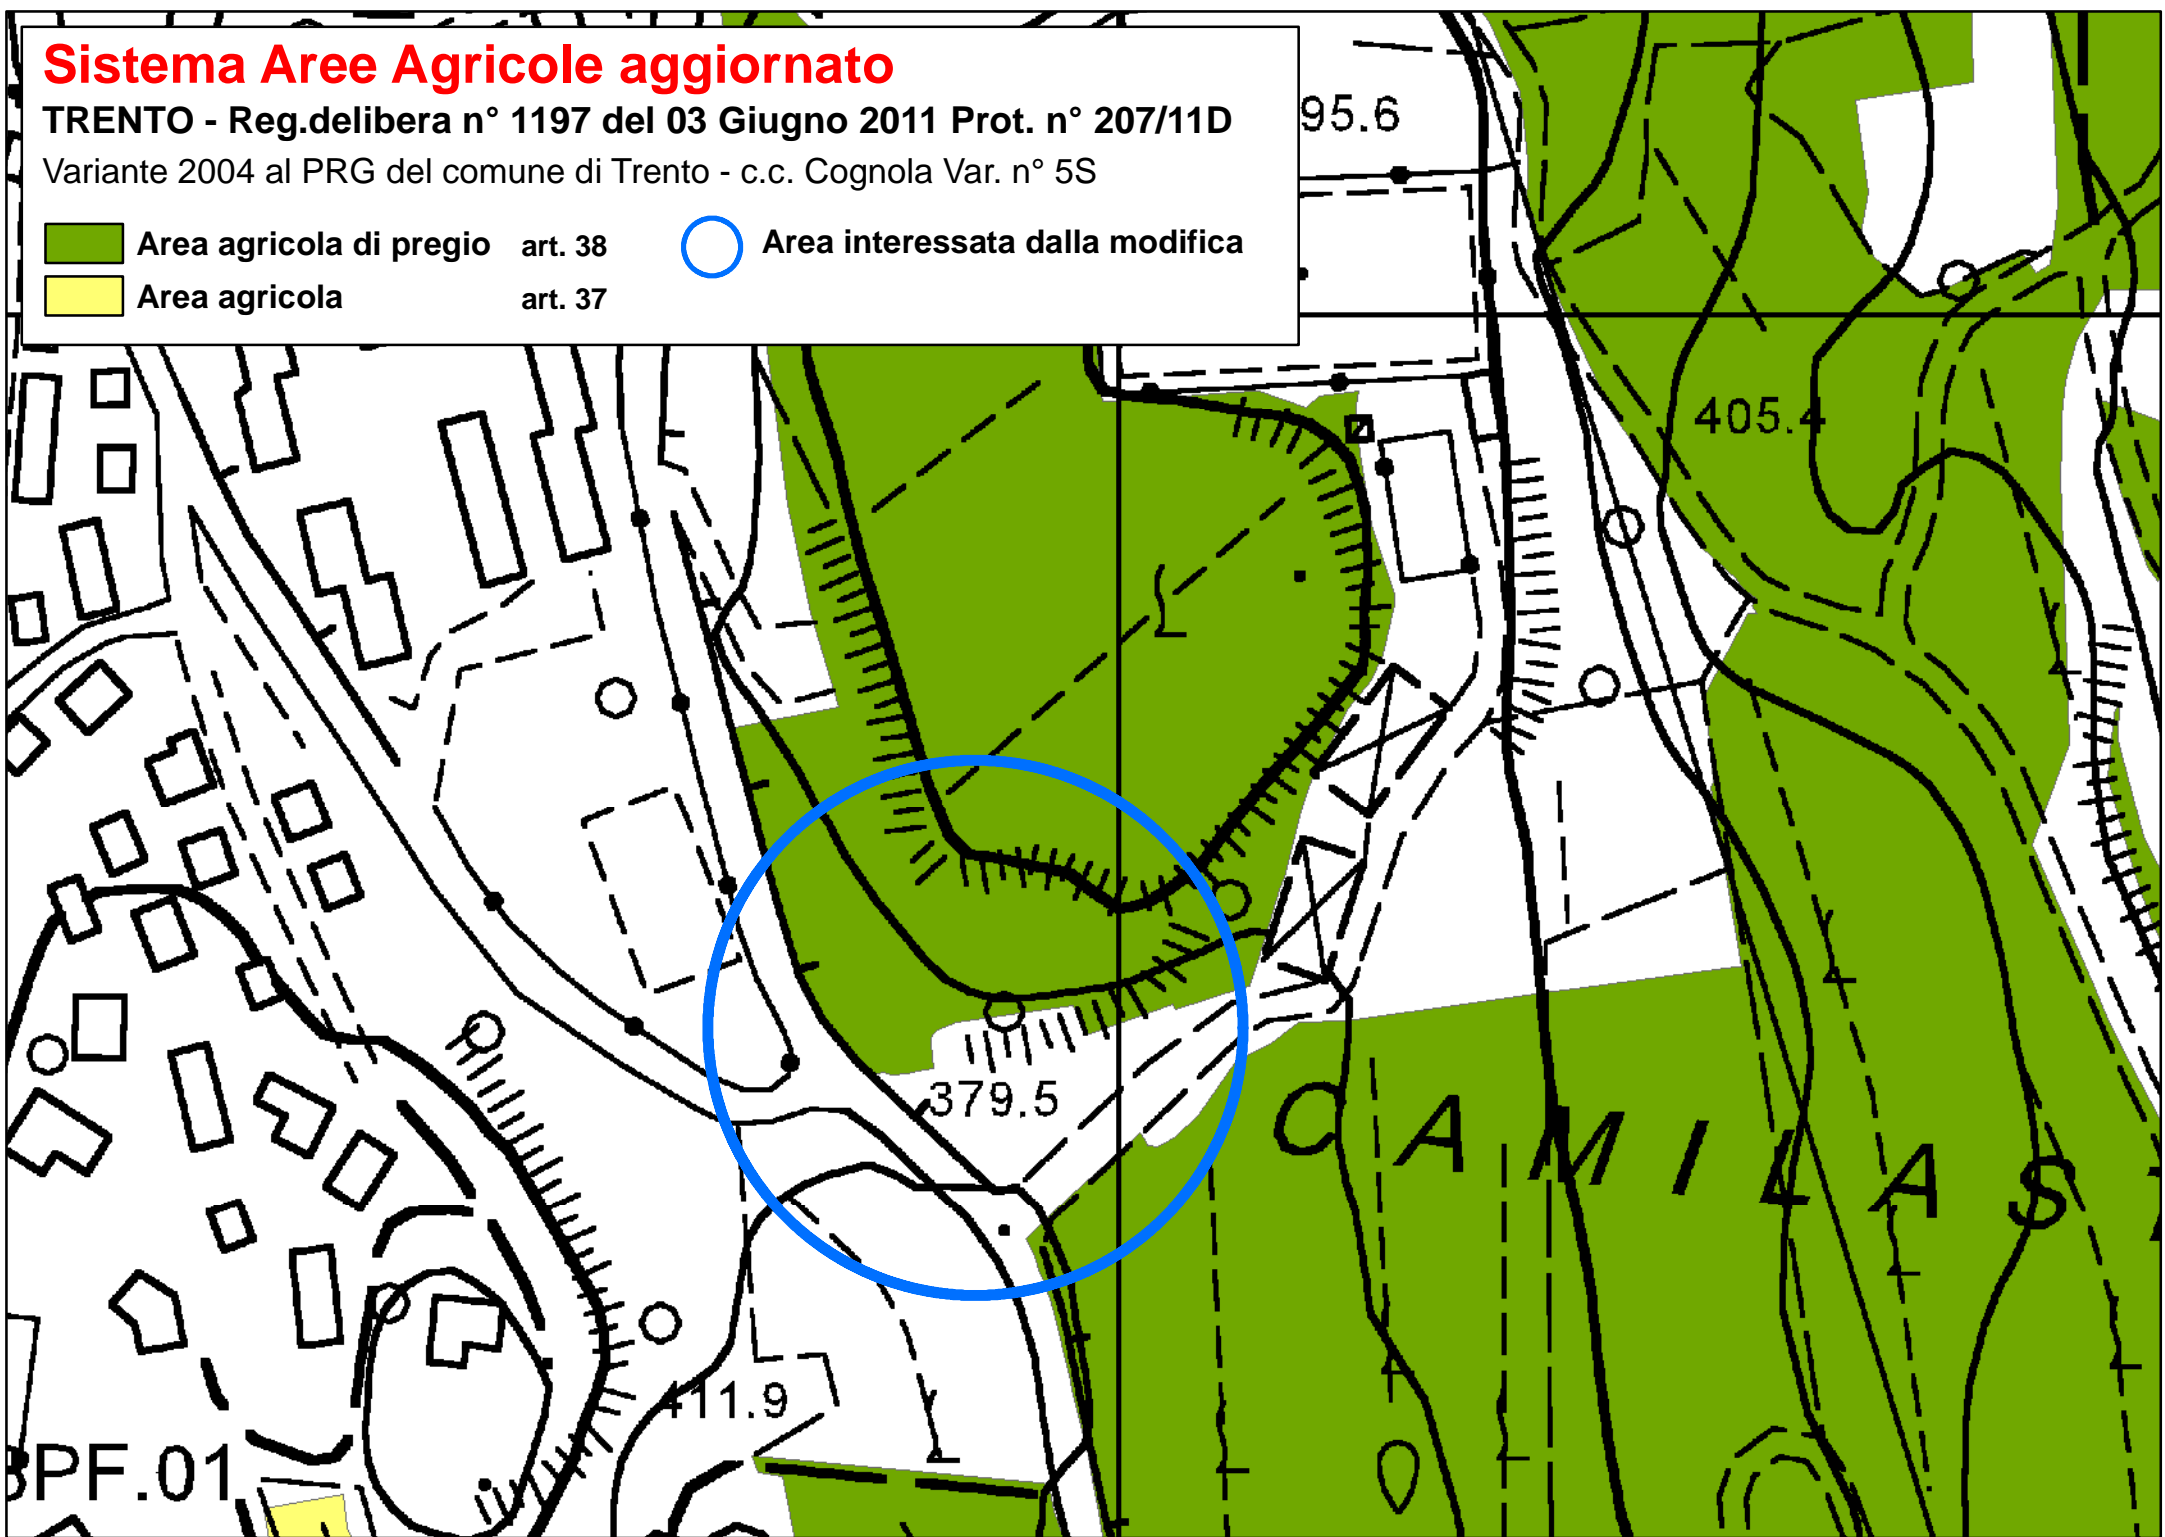 Sistema Aree Agricole aggiornato
TRENTO - Reg.delibera n° 1197 del 03 Giugno 2011 Prot. n° 207/11D
Variante 2004 al PRG del comune di Trento - c.c. Cognola Var. n° 5S
Area agricola di pregio art. 38
Area interessata dalla modifica
Area agricola art. 37
95.6
405.4
379.5
CAMILAS
411.9
PF.01